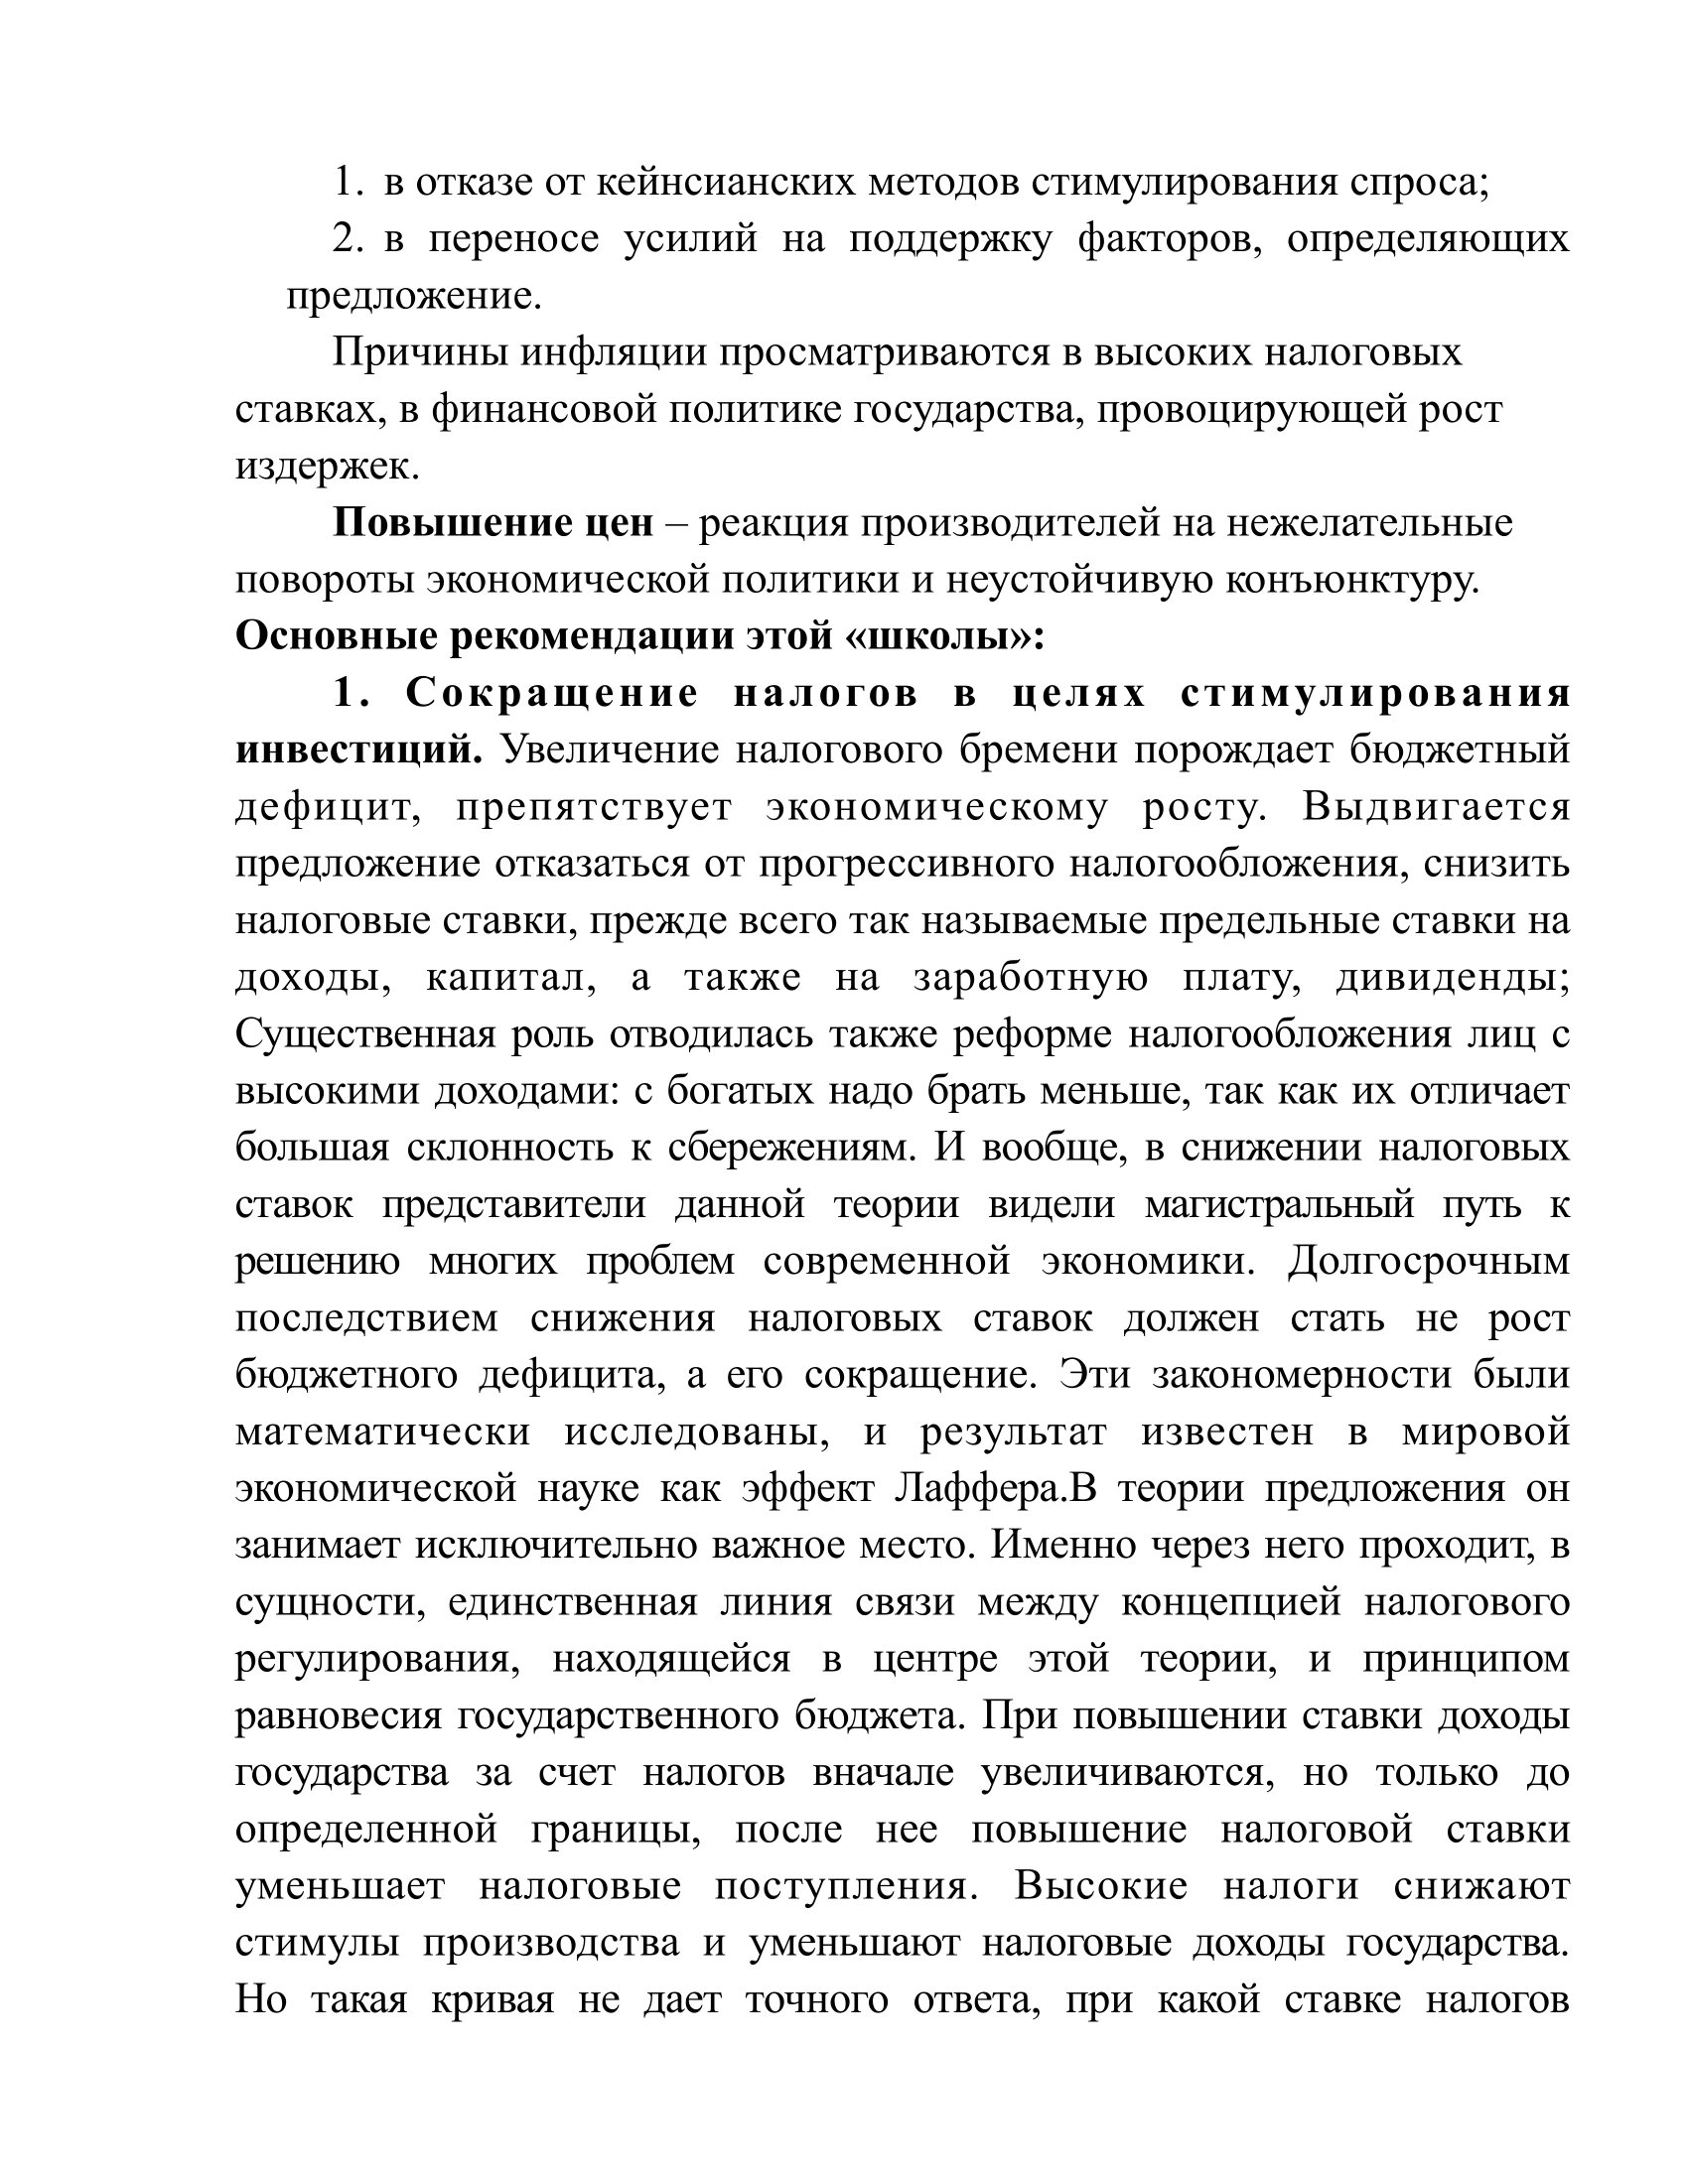 1. в отказе от кейнсианских методов стимулирования спроса;
2. в переносе усилий на поддержку факторов, определяющих
предложение.
Причины инфляции просматриваются в высоких налоговых
ставках, в финансовой политике государства, провоцирующей рост
издержек.
Повышение цен – реакция производителей на нежелательные
повороты экономической политики и неустойчивую конъюнктуру.
Основные рекомендации этой «школы»:
1. Сокращение налогов в целях стимулирования
инвестиций. Увеличение налогового бремени порождает бюджетный
дефицит, препятствует экономическому росту. Выдвигается
предложение отказаться от прогрессивного налогообложения, снизить
налоговые ставки, прежде всего так называемые предельные ставки на
доходы, капитал, а также на заработную плату, дивиденды;
Существенная роль отводилась также реформе налогообложения лиц с
высокими доходами: с богатых надо брать меньше, так как их отличает
большая склонность к сбережениям. И вообще, в снижении налоговых
ставок представители данной теории видели магистральный путь к
решению многих проблем современной экономики. Долгосрочным
последствием снижения налоговых ставок должен стать не рост
бюджетного дефицита, а его сокращение. Эти закономерности были
математически исследованы, и результат известен в мировой
экономической науке как эффект Лаффера.В теории предложения он
занимает исключительно важное место. Именно через него проходит, в
сущности, единственная линия связи между концепцией налогового
регулирования, находящейся в центре этой теории, и принципом
равновесия государственного бюджета. При повышении ставки доходы
государства за счет налогов вначале увеличиваются, но только до
определенной границы, после нее повышение налоговой ставки
уменьшает налоговые поступления. Высокие налоги снижают
стимулы производства и уменьшают налоговые доходы государства.
Но такая кривая не дает точного ответа, при какой ставке налогов